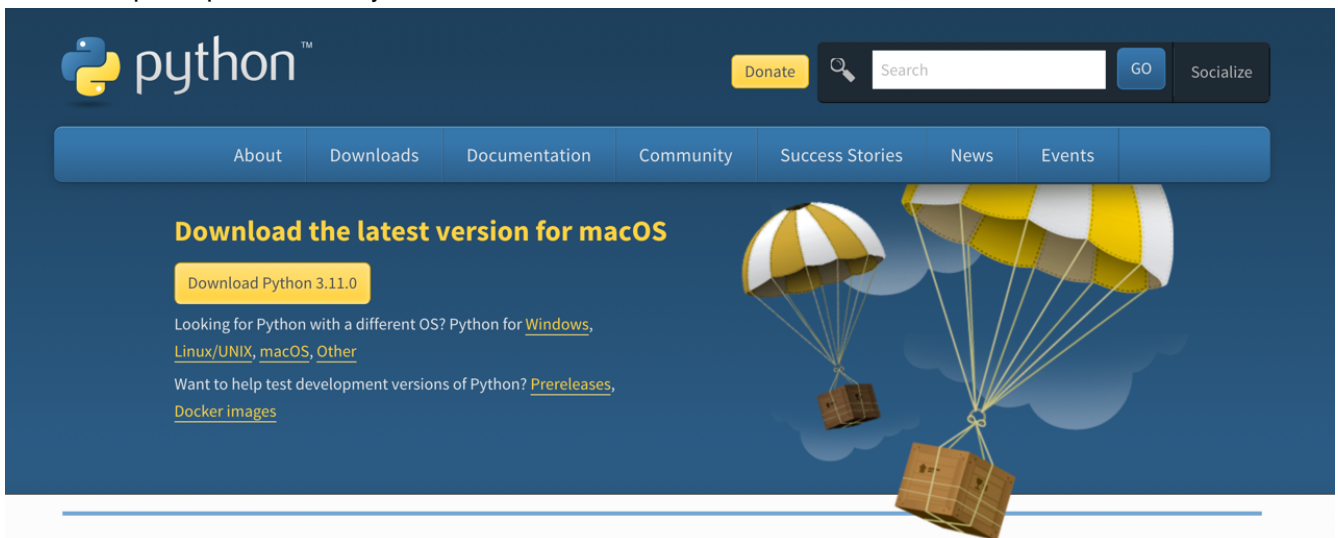 python™
Donate
Search
GO
Socialize
About
Downloads
Documentation
Community
Success Stories
News
Events
Download the latest version for macOS
Download Python 3.11.0
Looking for Python with a different OS? Python for Windows,
Linux/UNIX, macOS, Other
Want to help test development versions of Python? Prereleases,
Docker images